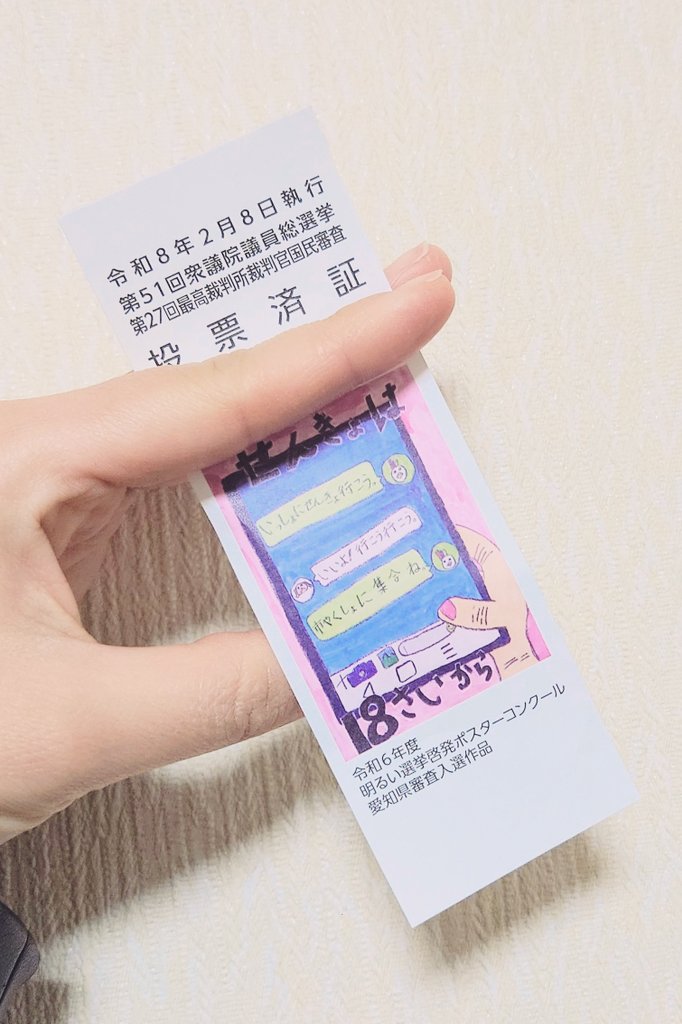 令和8年2月8日執行
第51回衆議院議員総選挙
第27回最高裁判所裁判官国民審査
投票済証
せんきょは
いっしょにせんきょ行こう。
いいよ!行こう行こう。
しゅうに集合ね。
18さいから
令和6年度
明るい選挙啓発ポスターコンクール
愛知県審査入選作品